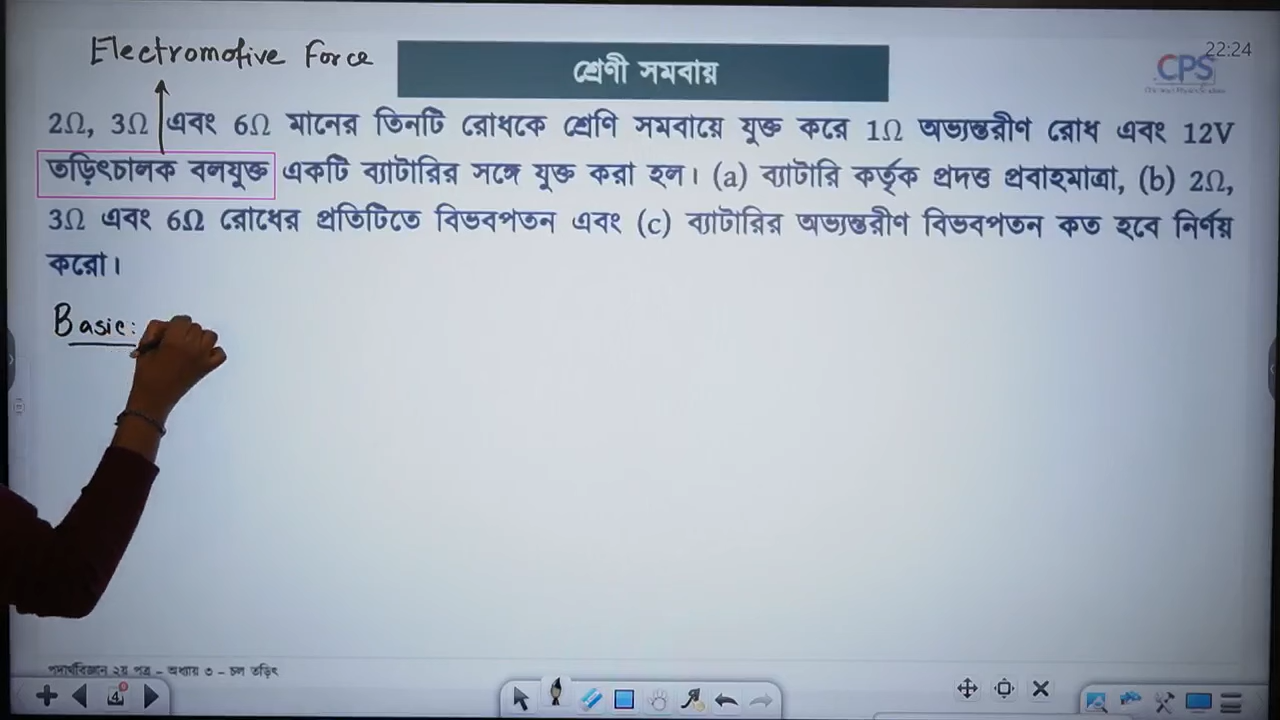 Electromotive Force
শ্রেণী সমবায়
22:24
CPS
2Ω, 3Ω এবং 6Ω মানের তিনটি রোধকে শ্রেণি সমবায়ে যুক্ত করে 1Ω অভ্যন্তরীণ রোধ এবং 12V
তড়িৎচালক বলযুক্ত একটি ব্যাটারির সঙ্গে যুক্ত করা হল। (a) ব্যাটারি কর্তৃক প্রদত্ত প্রবাহমাত্রা, (b) 2Ω,
3Ω এবং 6Ω রোধের প্রতিটিতে বিভবপতন এবং (c) ব্যাটারির অভ্যন্তরীণ বিভবপতন কত হবে নির্ণয়
করো।
Basic:
পদার্থবিজ্ঞান ২য় পত্র – অধ্যায় ৩ – চল তড়িৎ
4